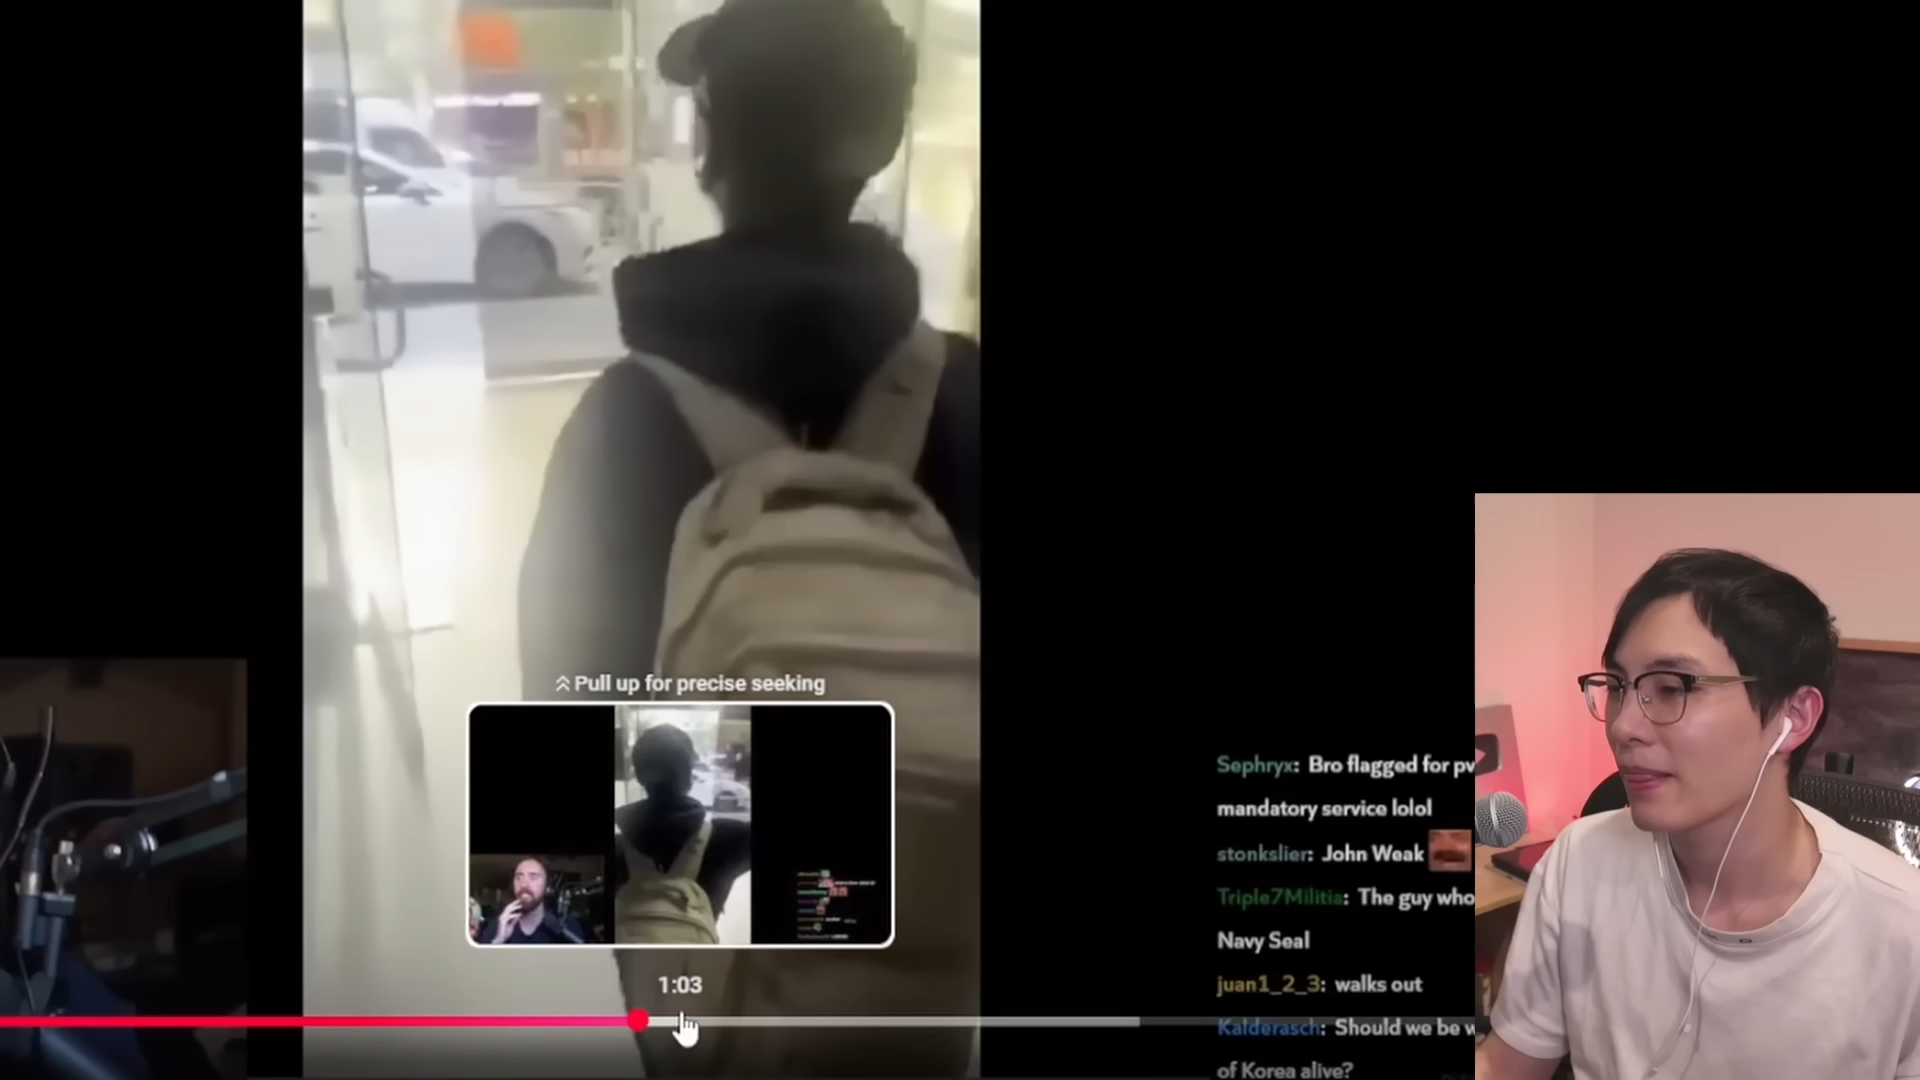 Pull up for precise seeking
1:03
Sephryx: Bro flagged for pv
mandatory service lolol
stonkslier: John Weak
Triple7Militia: The guy who
Navy Seal
juan1_2_3: walks out
Kalderasch: Should we be w
of Korea alive?